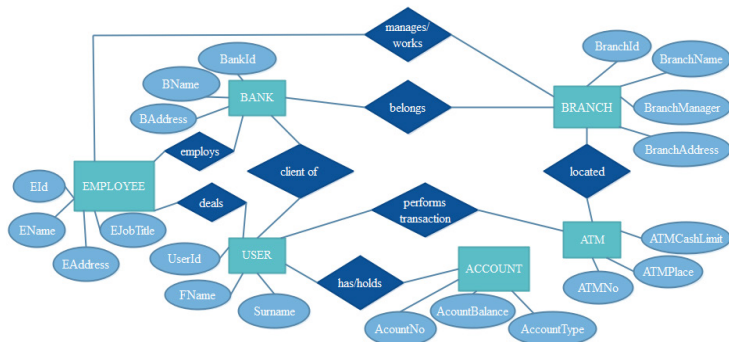 manages/
works
BankId
BranchId
BranchName
BName
BANK
belongs
BRANCH
BranchManager
BAddress
employs
BranchAddress
EId
EMPLOYEE
client of
located
deals
EName
EJobTitle
performs
transaction
UserId
USER
ATM
ATMCashLimit
EAddress
ACCOUNT
ATMPlace
FName
has/holds
ATMNo
Surname
AcountNo
AcountBalance
AccountType